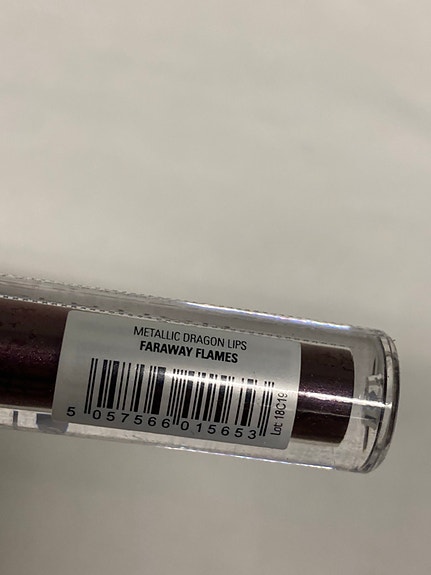 METALLIC DRAGON LIPS
FARAWAY FLAMES
5 057566 015653
Lot: 18C19